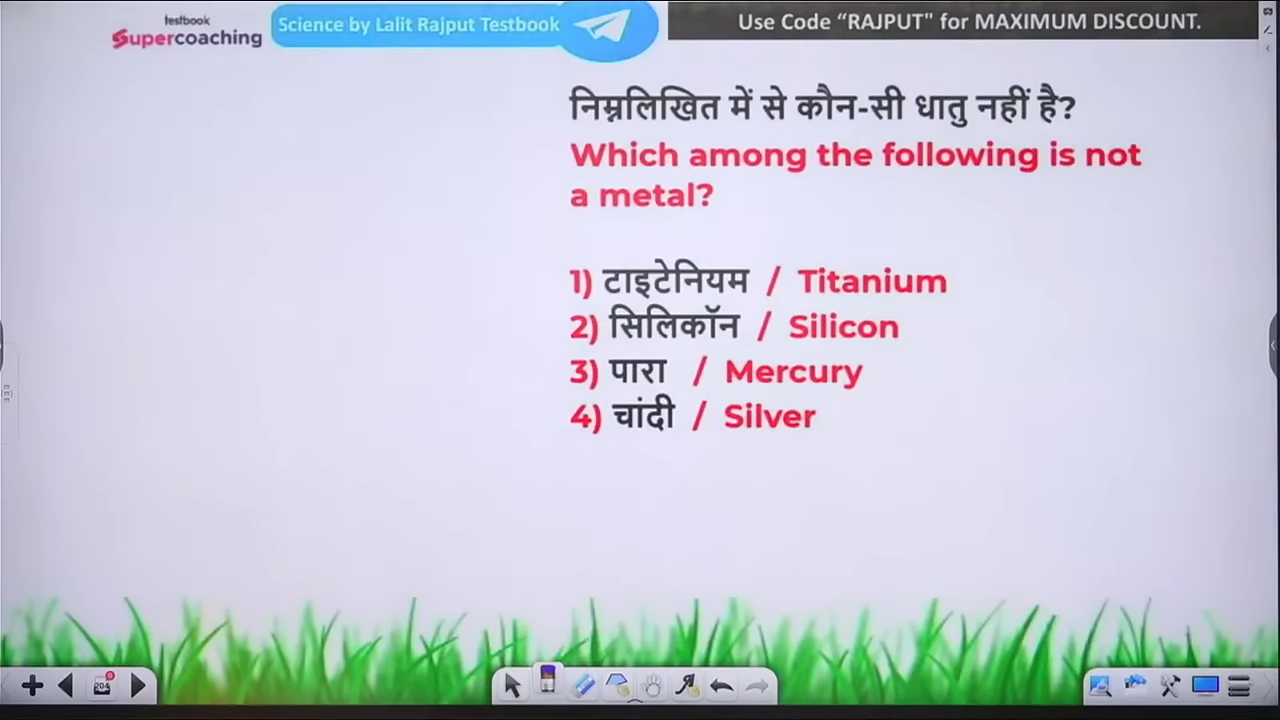 testbook
Supercoaching
Science by Lalit Rajput Testbook
Use Code “RAJPUT" for MAXIMUM DISCOUNT.
निम्नलिखित में से कौन-सी धातु नहीं है?
Which among the following is not
a metal?
1) टाइटेनियम / Titanium
2) सिलिकॉन / Silicon
3) पारा / Mercury
4) चांदी / Silver
204